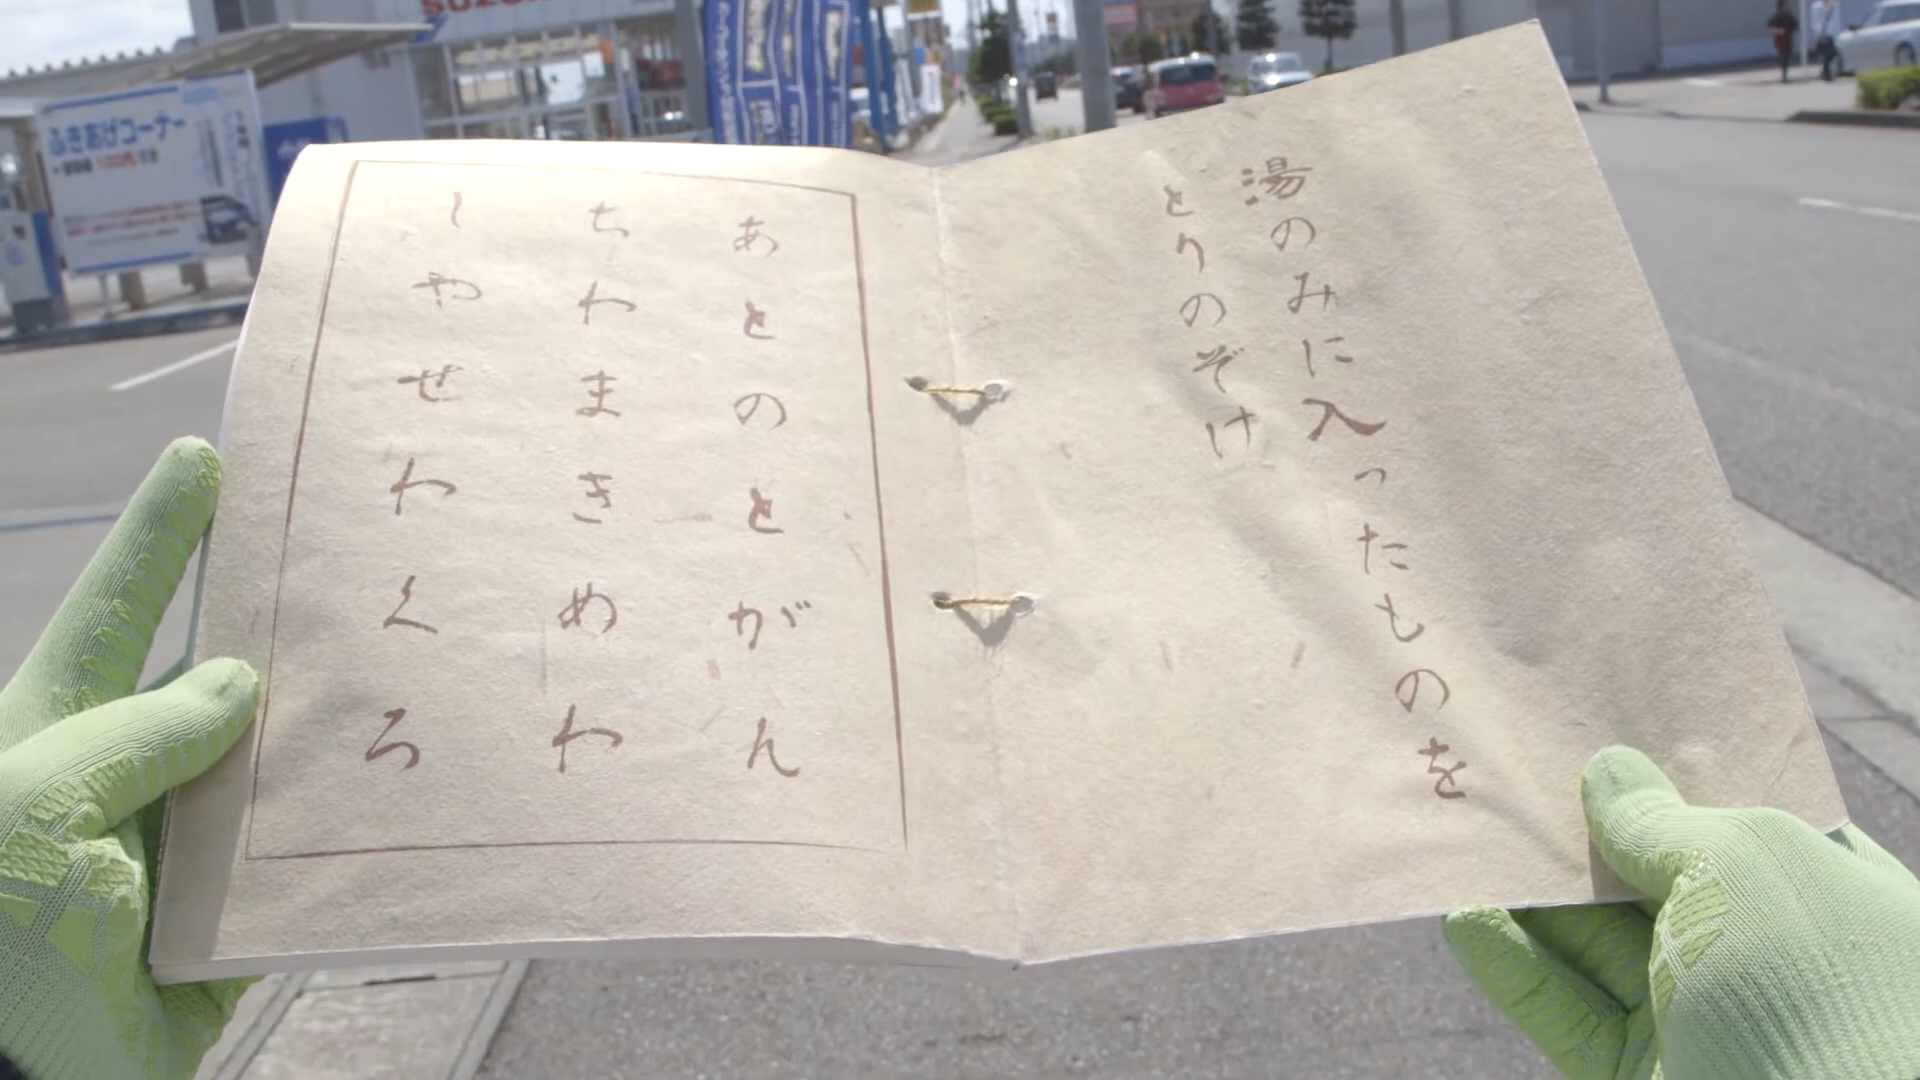 湯のみに入ったものを
とりのぞけ
あとのとがん
ちわまきめわ
しやせわくろ
ふきあげコーナー
SUZU